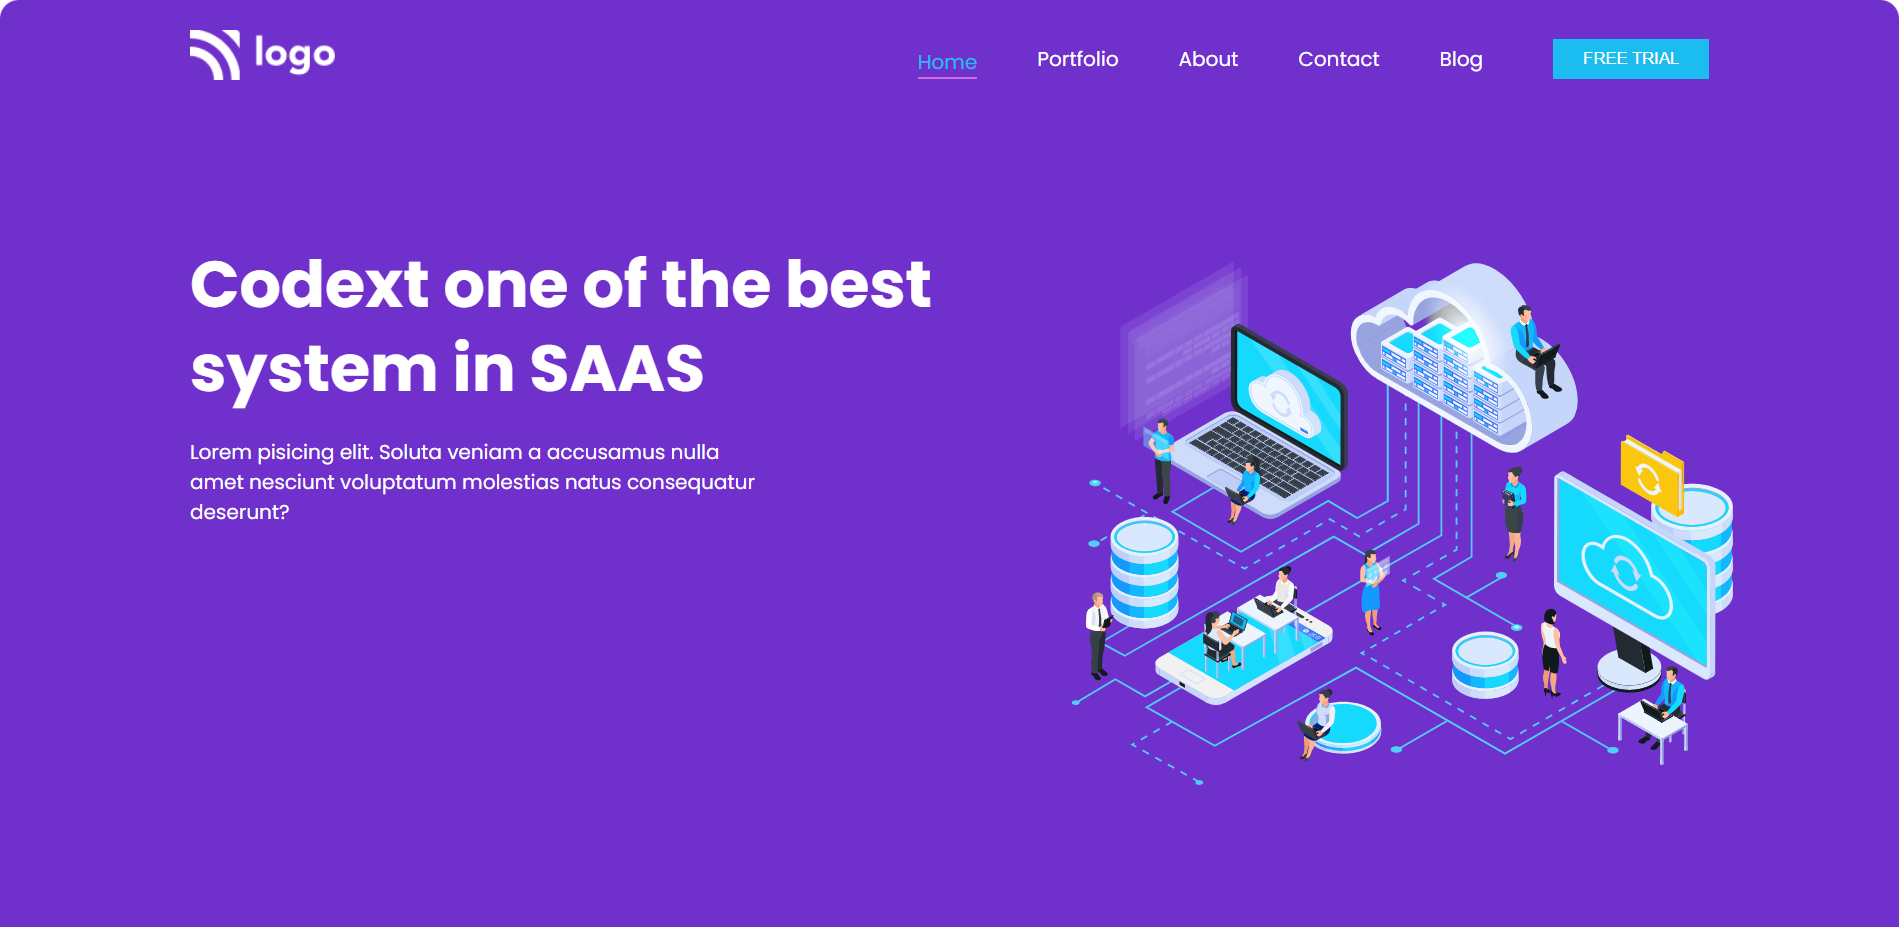 logo
Home
Portfolio
About
Contact
Blog
FREE TRIAL
Codext one of the best
system in SAAS
Lorem pisicing elit. Soluta veniam a accusamus nulla
amet nesciunt voluptatum molestias natus consequatur
deserunt?